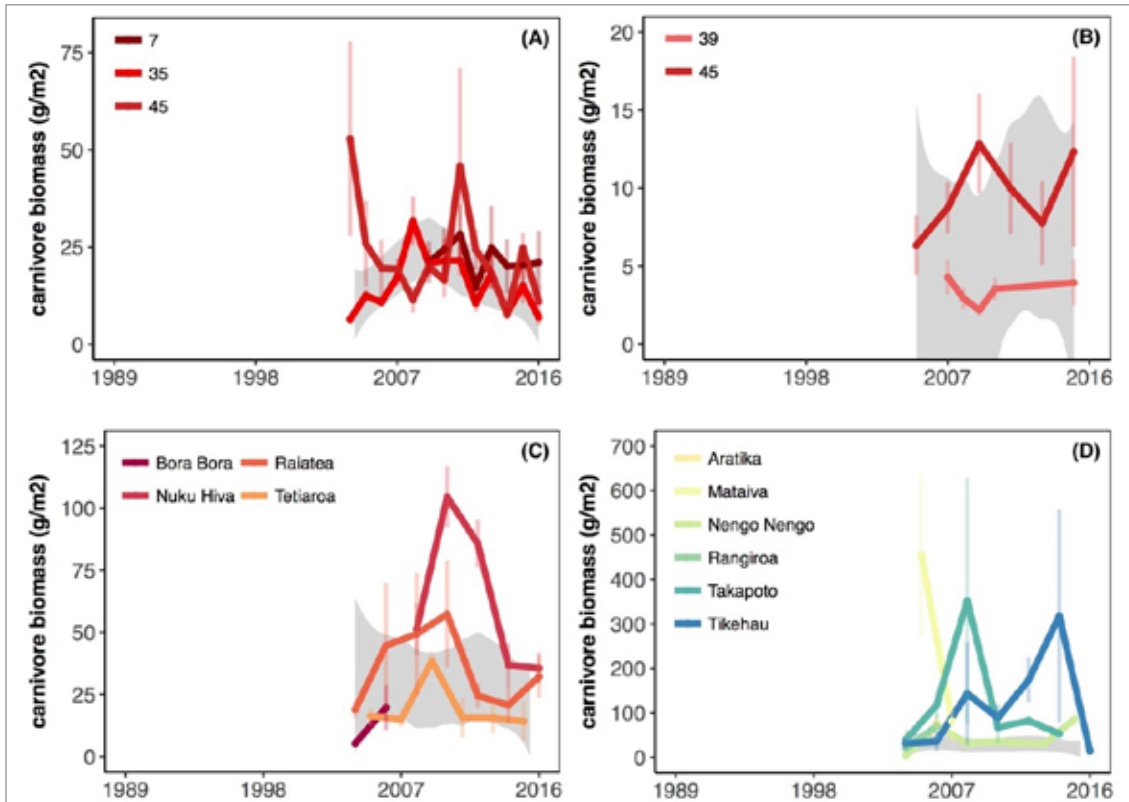 carnivore biomass (g/m2)
75
50
25
0
7
35
45
(A)
1989 1998 2007 2016
carnivore biomass (g/m2)
20
15
10
5
0
39
45
(B)
1989 1998 2007 2016
carnivore biomass (g/m2)
125
100
75
50
25
0
Bora Bora Raiatea
Nuku Hiva Tetiaroa
(C)
1989 1998 2007 2016
carnivore biomass (g/m2)
700
600
500
400
300
200
100
0
Aratika
Mataiva
Nengo Nengo
Rangiroa
Takapoto
Tikehau
(D)
1989 1998 2007 2016